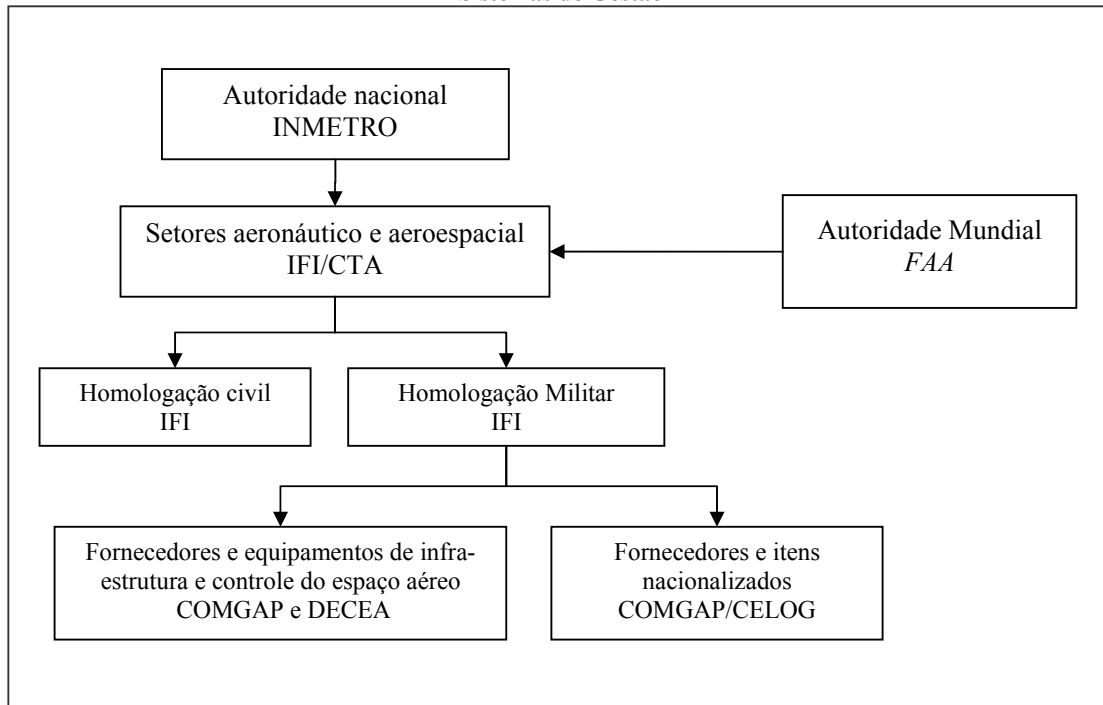 Autoridade nacional
INMETRO
Setores aeronáutico e aeroespacial
IFI/CTA
Autoridade Mundial
FAA
Homologação civil
IFI
Homologação Militar
IFI
Fornecedores e equipamentos de infra-
estrutura e controle do espaço aéreo
COMGAP e DECEA
Fornecedores e itens
nacionalizados
COMGAP/CELOG